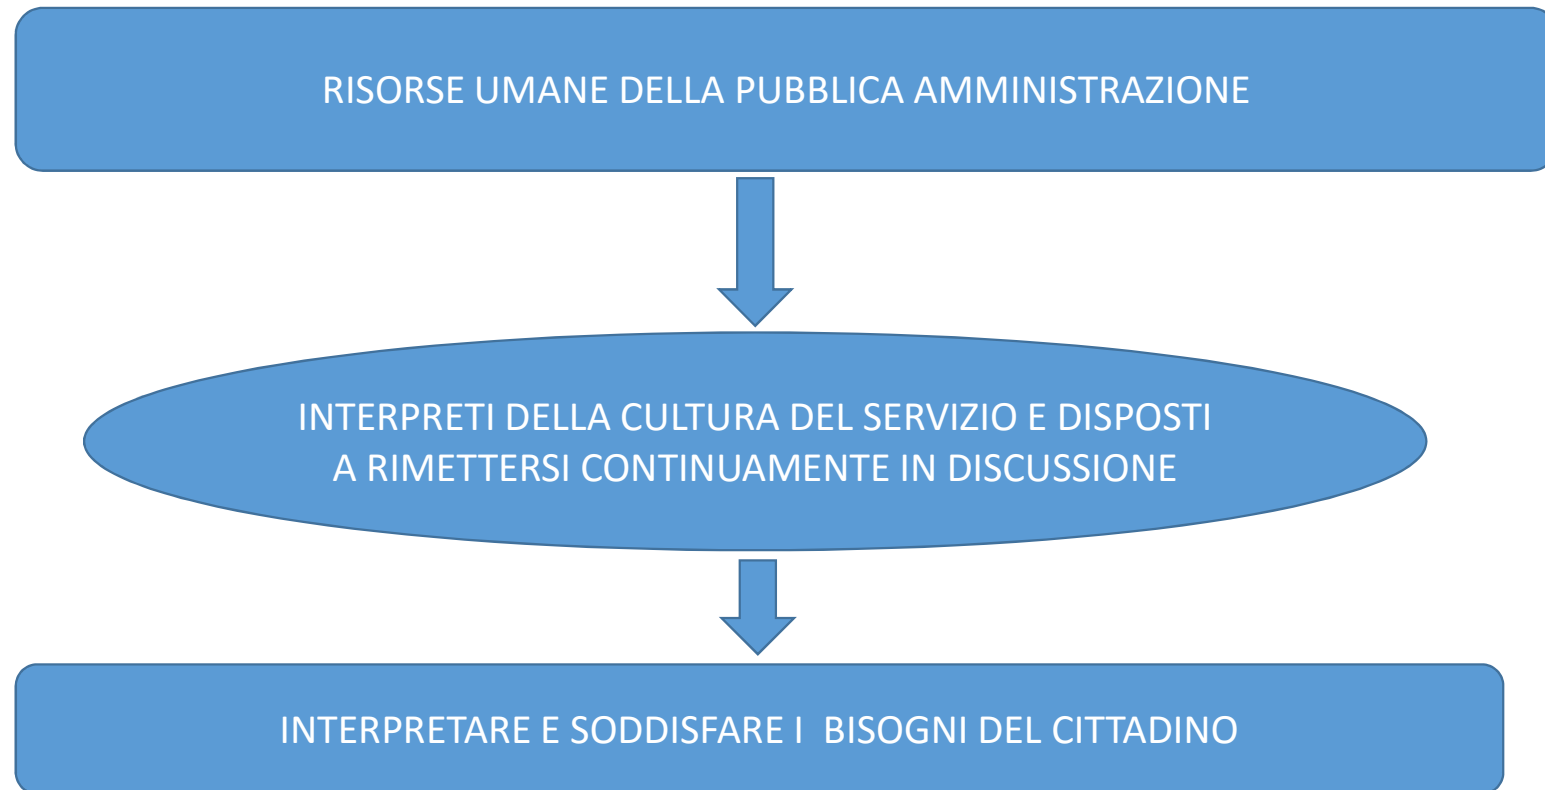 RISORSE UMANE DELLA PUBBLICA AMMINISTRAZIONE
INTERPRETI DELLA CULTURA DEL SERVIZIO E DISPOSTI
A RIMETTERSI CONTINUAMENTE IN DISCUSSIONE
INTERPRETARE E SODDISFARE I  BISOGNI DEL CITTADINO